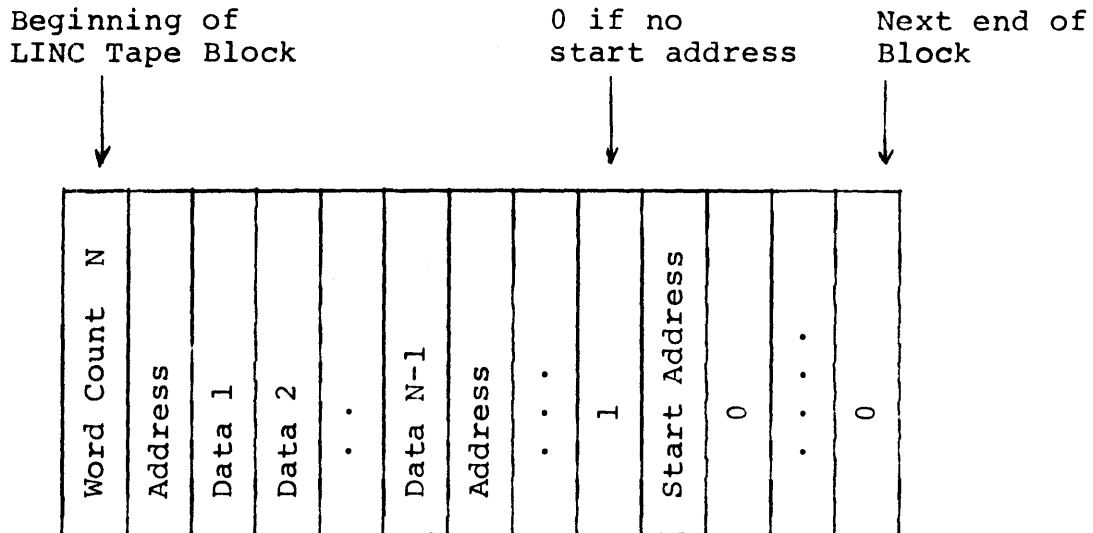 Beginning of
LINC Tape Block
0 if no
start address
Next end of
Block
Word Count N
Address
Data 1
Data 2
. .
Data N-1
Address
. . .
1
Start Address
0
. . . .
0